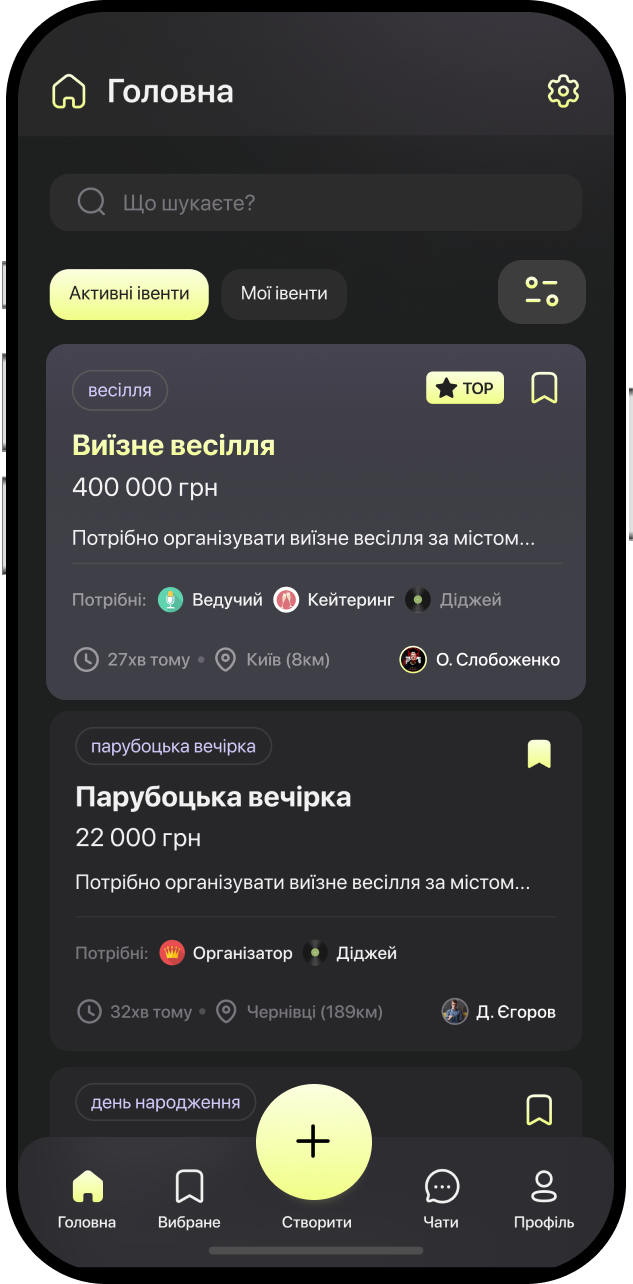 Головна
Що шукаєте?
Активні івенти
Мої івенти
весілля
TOP
Виїзне весілля
400 000 грн
Потрібно організувати виїзне весілля за містом...
Потрібні: Ведучий Кейтеринг Діджей
27хв тому • Київ (8км) О. Слобоженко
парубоцька вечірка
Парубоцька вечірка
22 000 грн
Потрібно організувати виїзне весілля за містом...
Потрібні: Організатор Діджей
32хв тому • Чернівці (189км) Д. Єгоров
день народження
Головна Вибране Створити Чати Профіль